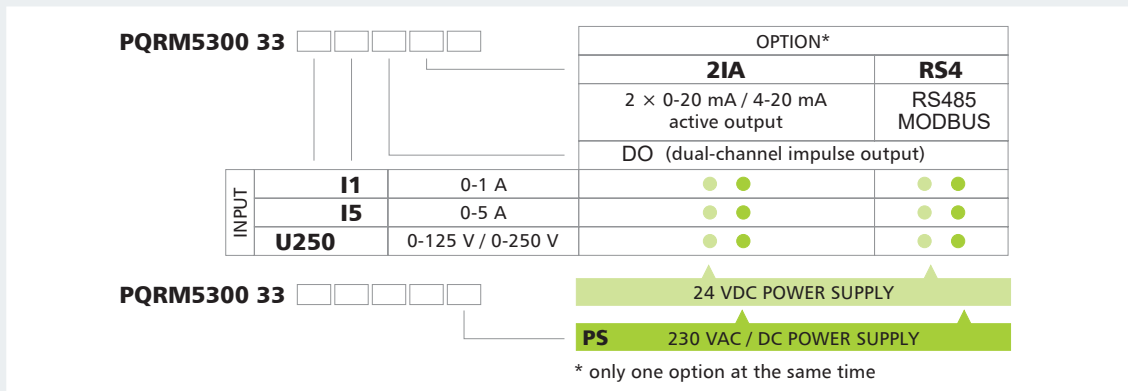 PQRM5300 33
OPTION*
2IA RS4
2 × 0-20 mA / 4-20 mA active output RS485 MODBUS
DO (dual-channel impulse output)
INPUT
I1 0-1 A
I5 0-5 A
U250 0-125 V / 0-250 V
PQRM5300 33
24 VDC POWER SUPPLY
PS 230 VAC / DC POWER SUPPLY
* only one option at the same time